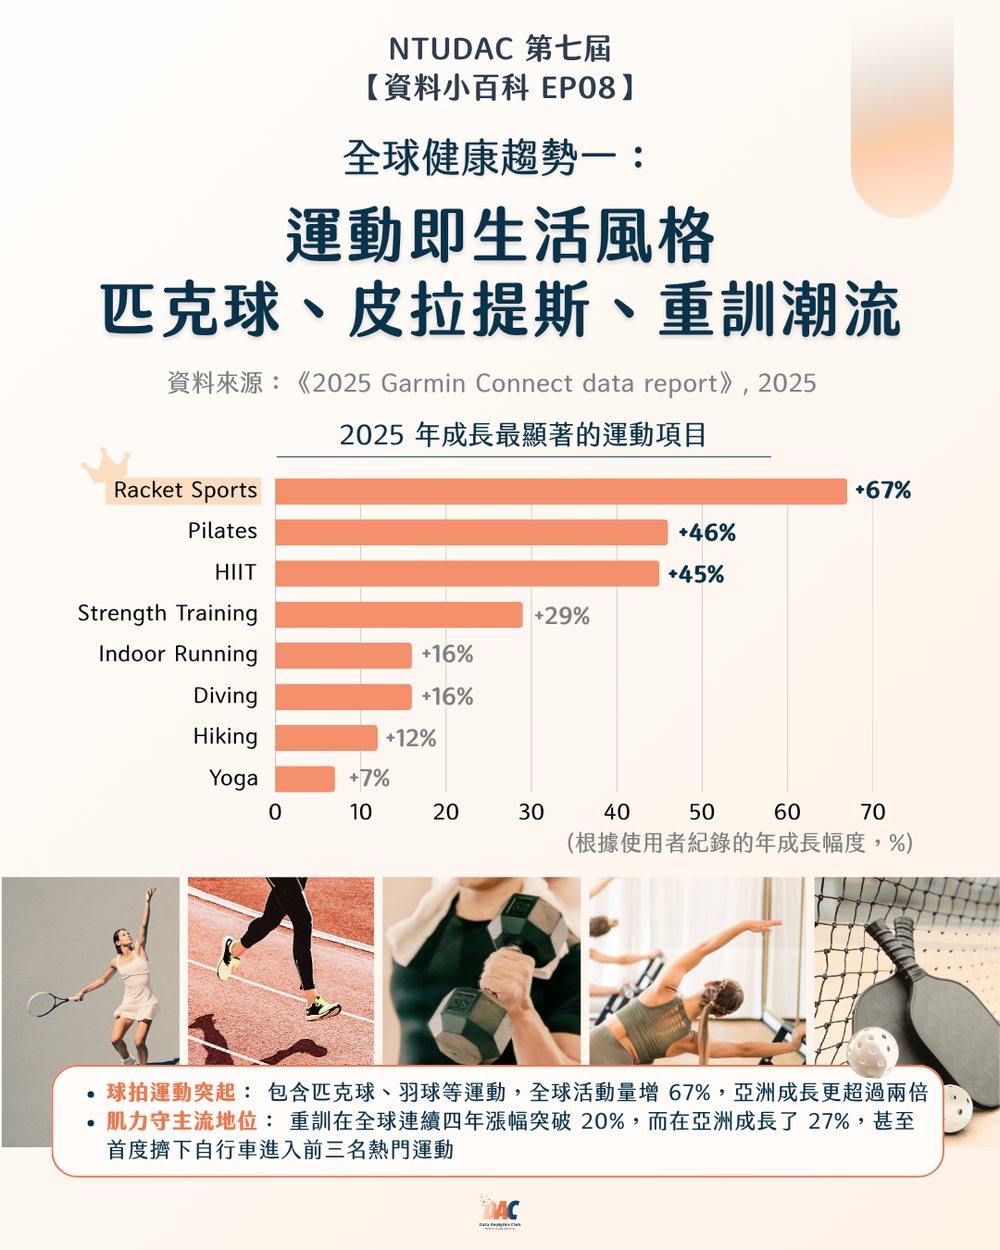 NTUDAC 第七屆
【資料小百科 EP08】
全球健康趨勢一：
運動即生活風格
匹克球、皮拉提斯、重訓潮流
資料來源：《2025 Garmin Connect data report》, 2025
2025 年成長最顯著的運動項目
Racket Sports +67%
Pilates +46%
HIIT +45%
Strength Training +29%
Indoor Running +16%
Diving +16%
Hiking +12%
Yoga +7%
0 10 20 30 40 50 60 70
(根據使用者紀錄的年成長幅度，%)
• 球拍運動突起： 包含匹克球、羽球等運動，全球活動量增 67%，亞洲成長更超過兩倍
• 肌力守主流地位： 重訓在全球連續四年漲幅突破 20%，而在亞洲成長了 27%，甚至
首度擠下自行車進入前三名熱門運動
DAC
Data Analytics Club